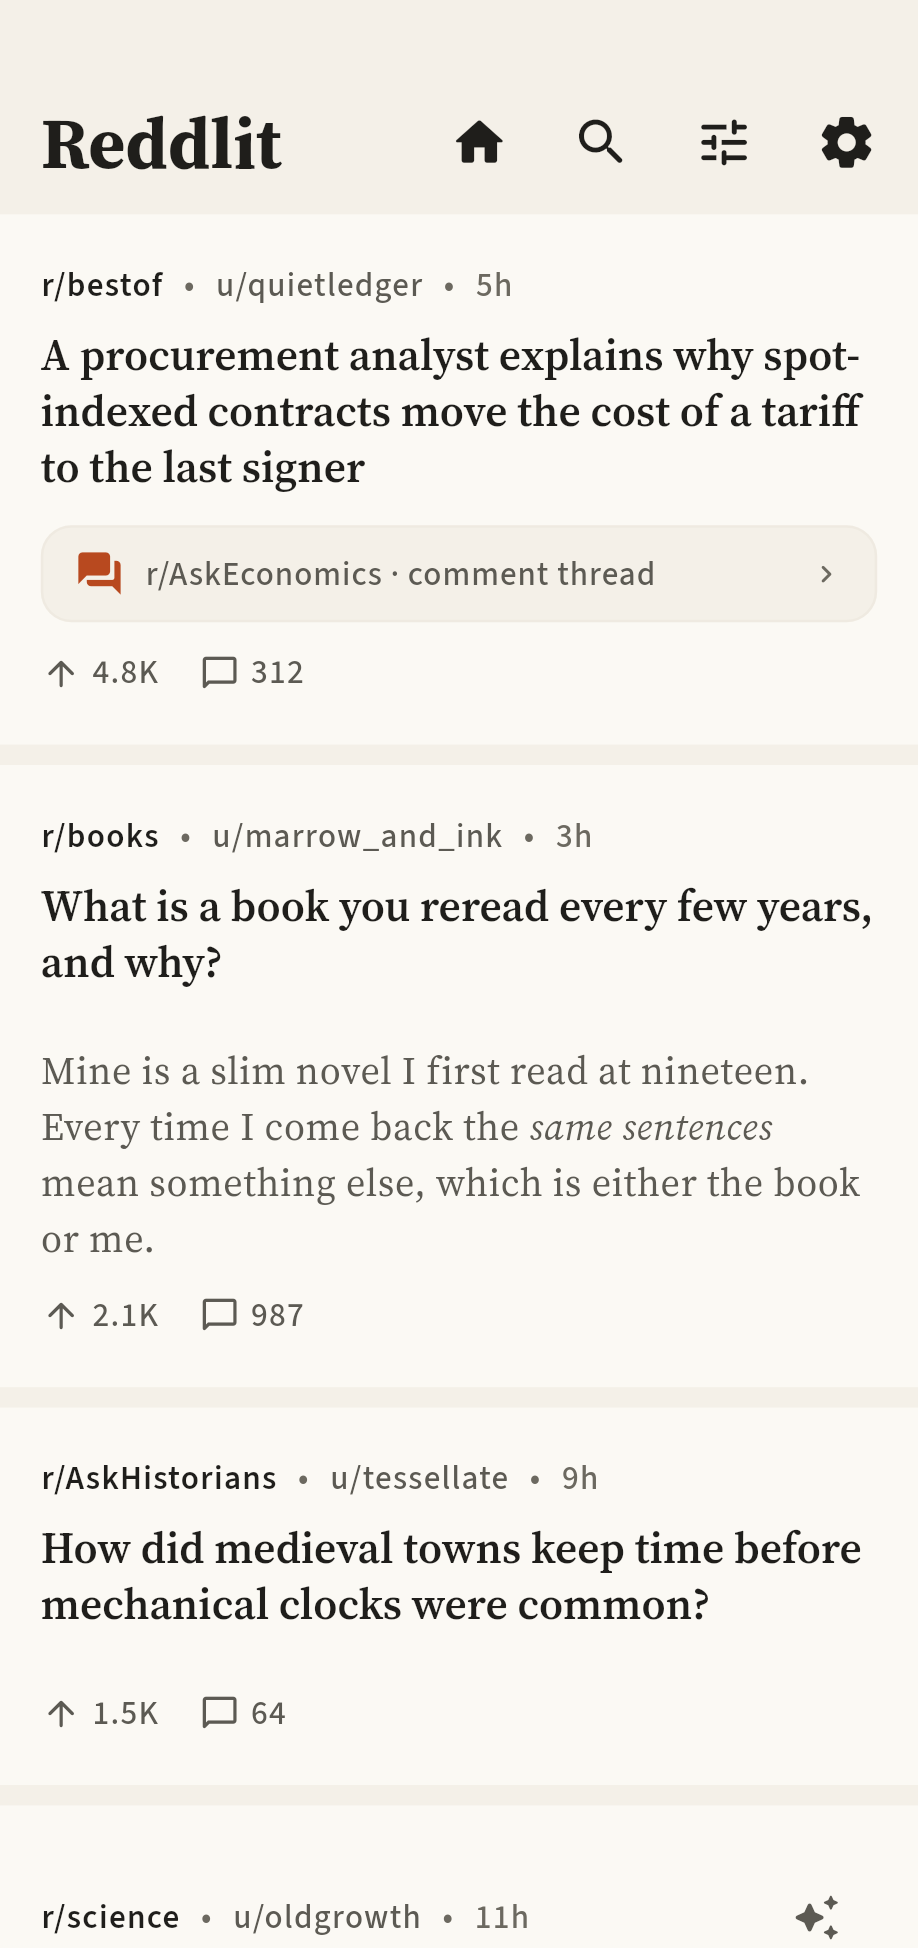 Reddlit
r/bestof • u/quietledger • 5h
A procurement analyst explains why spot-
indexed contracts move the cost of a tariff
to the last signer
r/AskEconomics · comment thread
4.8K 312
r/books • u/marrow_and_ink • 3h
What is a book you reread every few years,
and why?
Mine is a slim novel I first read at nineteen.
Every time I come back the same sentences
mean something else, which is either the book
or me.
2.1K 987
r/AskHistorians • u/tessellate • 9h
How did medieval towns keep time before
mechanical clocks were common?
1.5K 64
r/science • u/oldgrowth • 11h